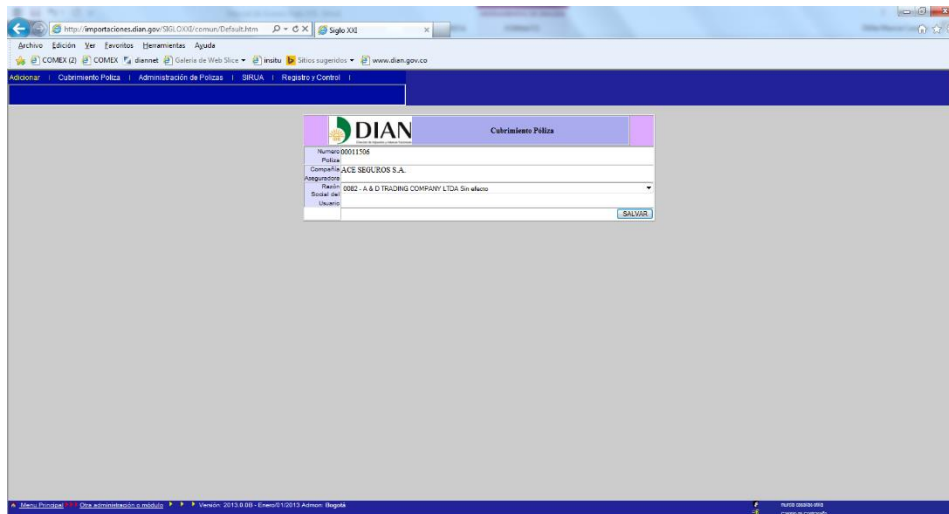 http://importaciones.dian.gov/SIGLOXXI/comun/Default.htm
Siglo XXI
Archivo Edición Ver Favoritos Herramientas Ayuda
COMEX (2) COMEX diannet Galería de Web Slice insitu Sitios sugeridos www.dian.gov.co
Adicionar | Cubrimiento Poliza | Administración de Polizas | SIRUA | Registro y Control |
DIAN
Cubrimiento Póliza
Numero Poliza 00011506
Compañía Aseguradora ACE SEGUROS S.A.
Razón Social del Usuario 0082 - A & D TRADING COMPANY LTDA Sin efecto
SALVAR
Menu Principal Otra administración o módulo Versión: 2013.0.06 - Enero/01/2013 Admon: Bogotá